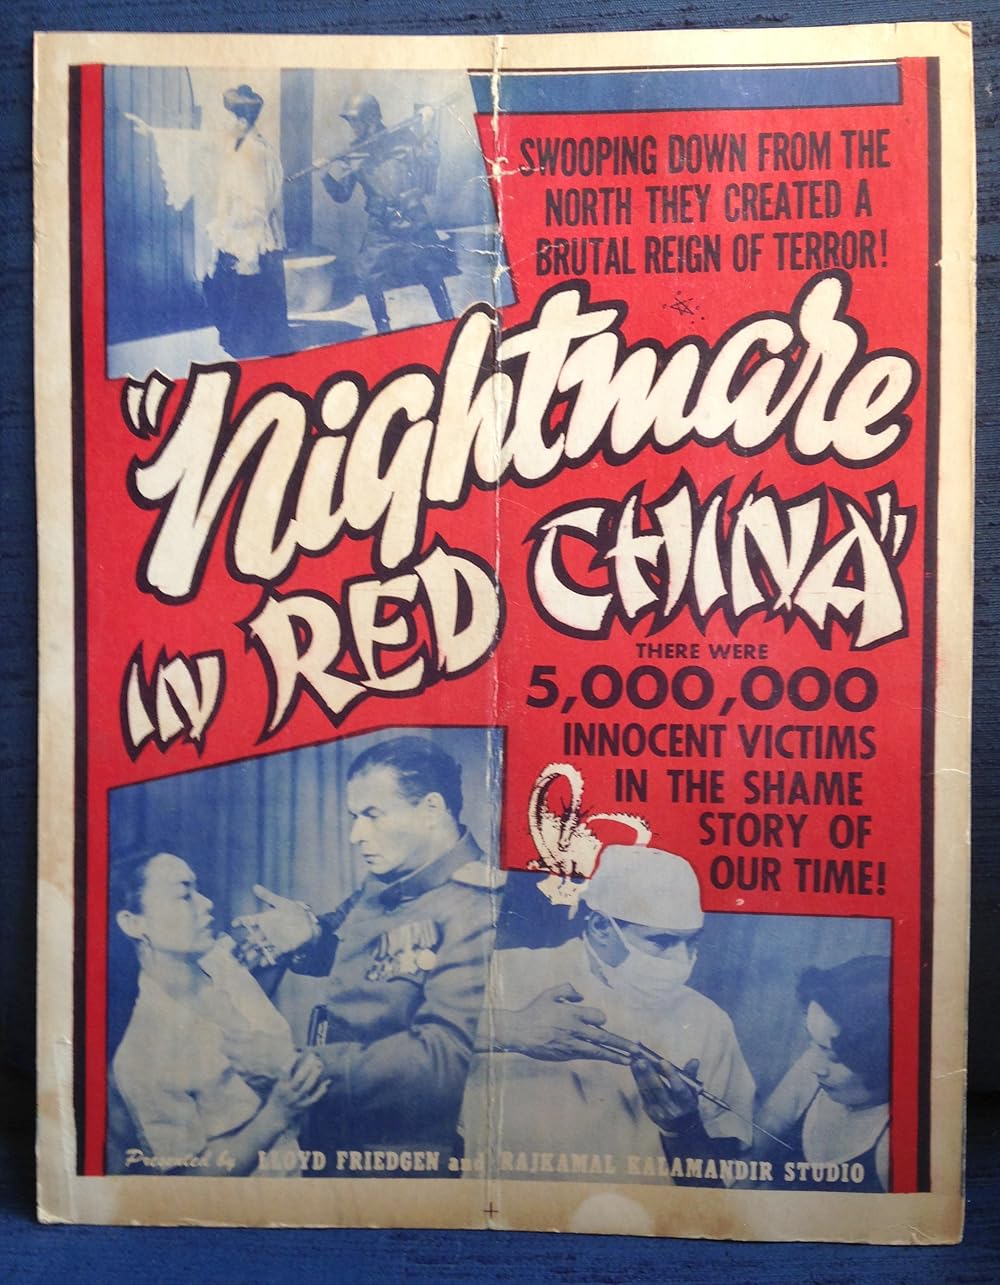 SWOOPING DOWN FROM THE
NORTH THEY CREATED A
BRUTAL REIGN OF TERROR!
"Nightmare
IN RED CHINA"
THERE WERE
5,000,000
INNOCENT VICTIMS
IN THE SHAME
STORY OF
OUR TIME!
Presented by LLOYD FRIEDGEN and RAJKAMAL KALAMANDIR STUDIO